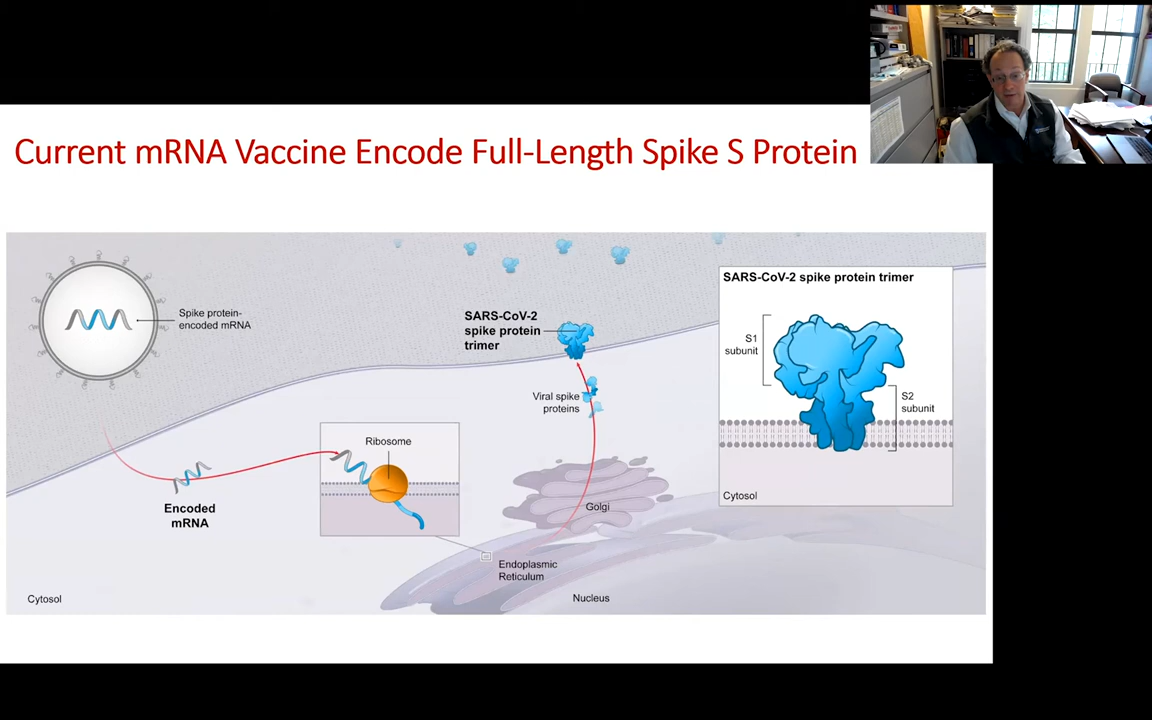 Current mRNA Vaccine Encode Full-Length Spike S Protein
Spike protein-
encoded mRNA
Encoded
mRNA
Cytosol
Ribosome
SARS-CoV-2
spike protein
trimer
Viral spike
proteins
Golgi
Endoplasmic
Reticulum
Nucleus
SARS-CoV-2 spike protein trimer
S1
subunit
S2
subunit
Cytosol